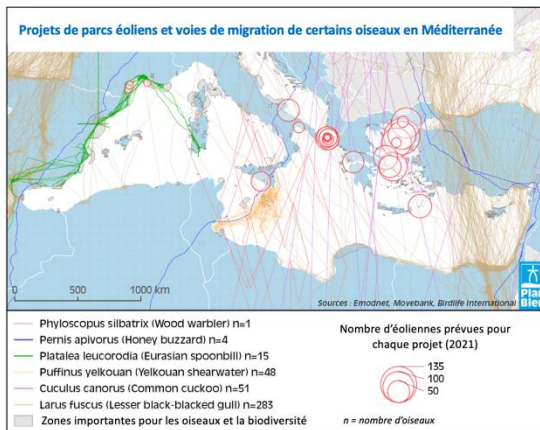 Projets de parcs éoliens et voies de migration de certains oiseaux en Méditerranée
0 500 1000 km
Sources : Emodnet, Movebank, Birdlife International
Plan
Bleu
Phyloscopus silbatrix (Wood warbler) n=1
Pernis apivorus (Honey buzzard) n=4
Platalea leucorodia (Eurasian spoonbill) n=15
Puffinus yelkouan (Yelkouan shearwater) n=48
Cuculus canorus (Common cuckoo) n=51
Larus fuscus (Lesser black-blacked gull) n=283
Zones importantes pour les oiseaux et la biodiversité
Nombre d'éoliennes prévues pour
chaque projet (2021)
135
100
50
n = nombre d'oiseaux